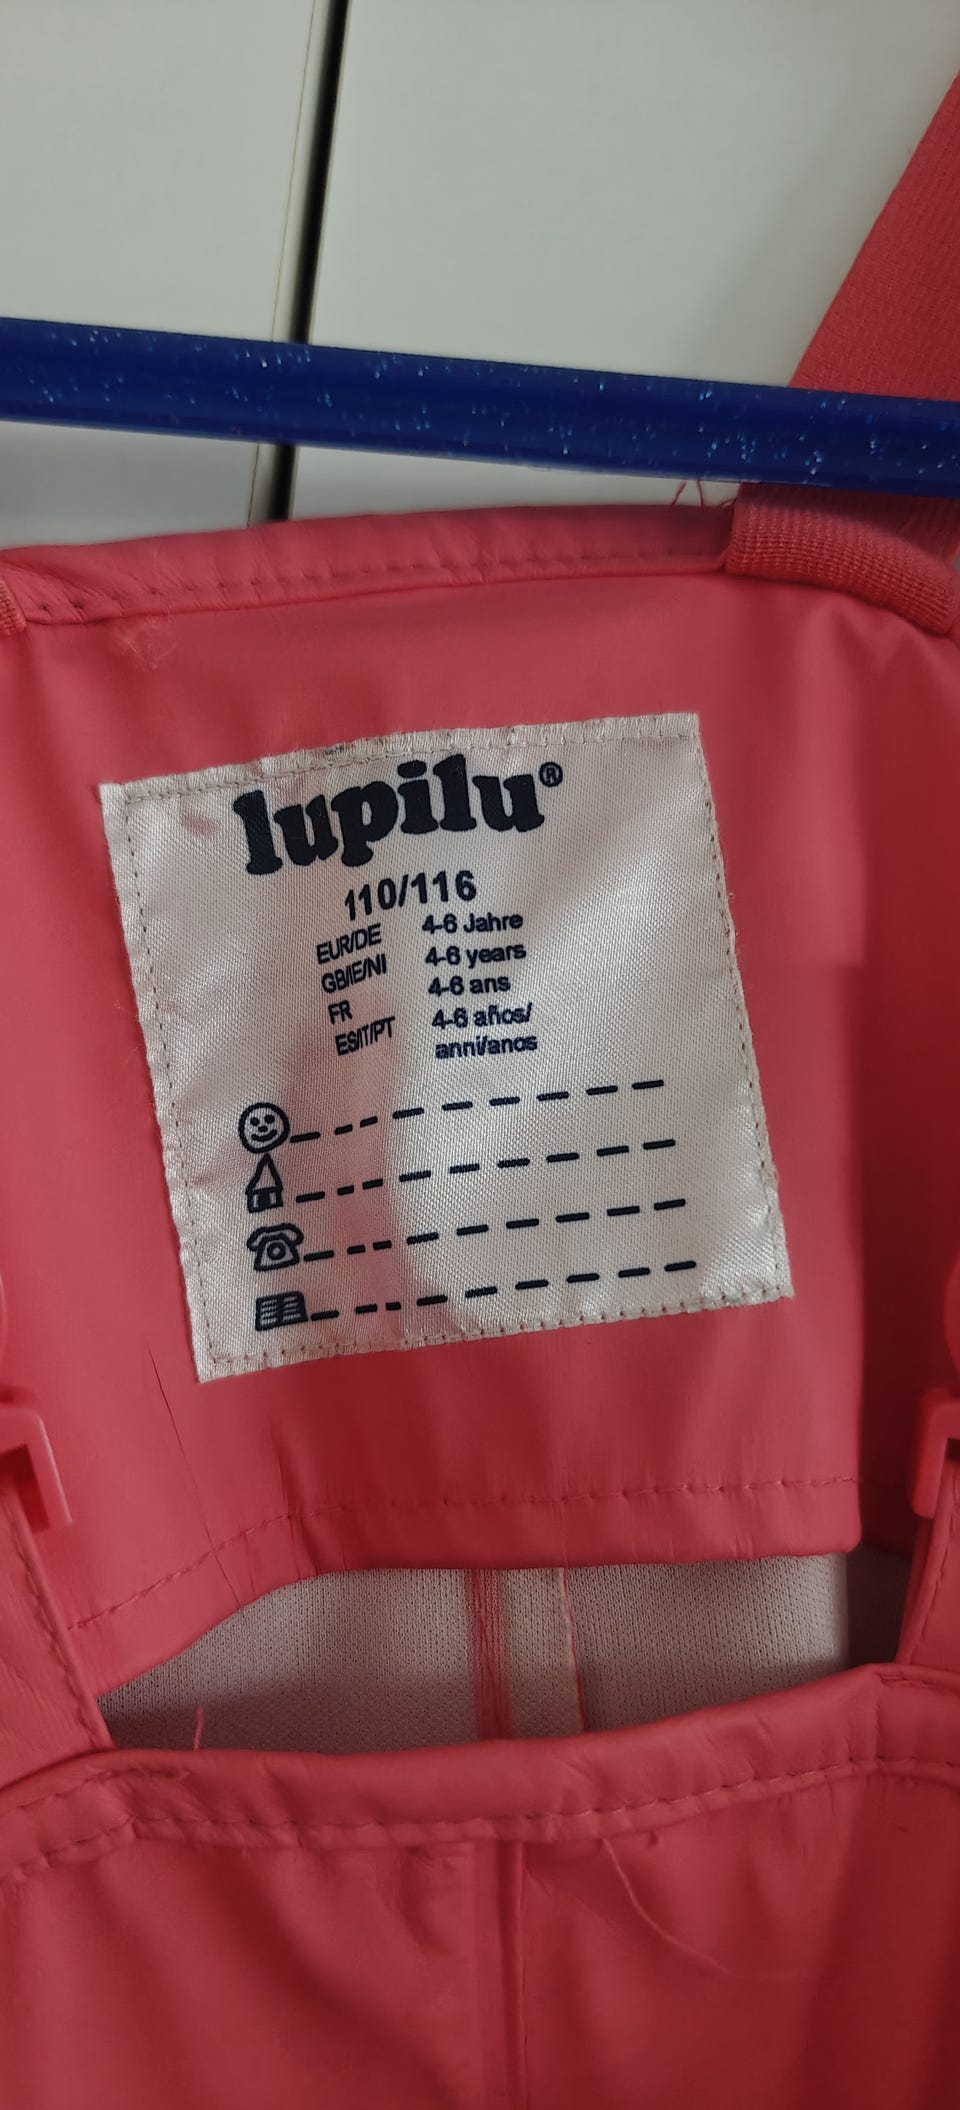 lupilu®
110/116
EUR/DE 4-6 Jahre
GB/IE/NI 4-6 years
FR 4-6 ans
ES/IT/PT 4-6 años/
anni/anos